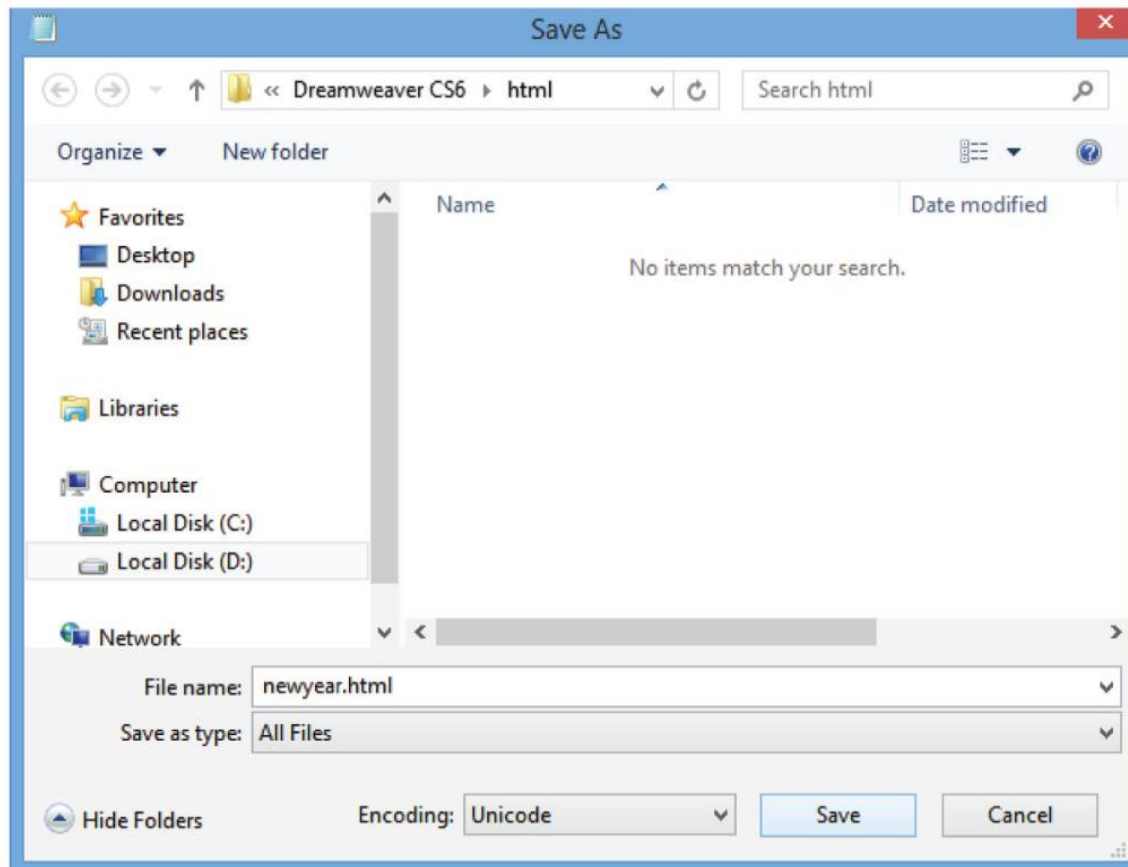 Save As
« Dreamweaver CS6 html
Search html
Organize
New folder
Favorites
Desktop
Downloads
Recent places
Libraries
Computer
Local Disk (C:)
Local Disk (D:)
Network
Name
Date modified
No items match your search.
File name: newyear.html
Save as type: All Files
Hide Folders
Encoding: Unicode
Save
Cancel